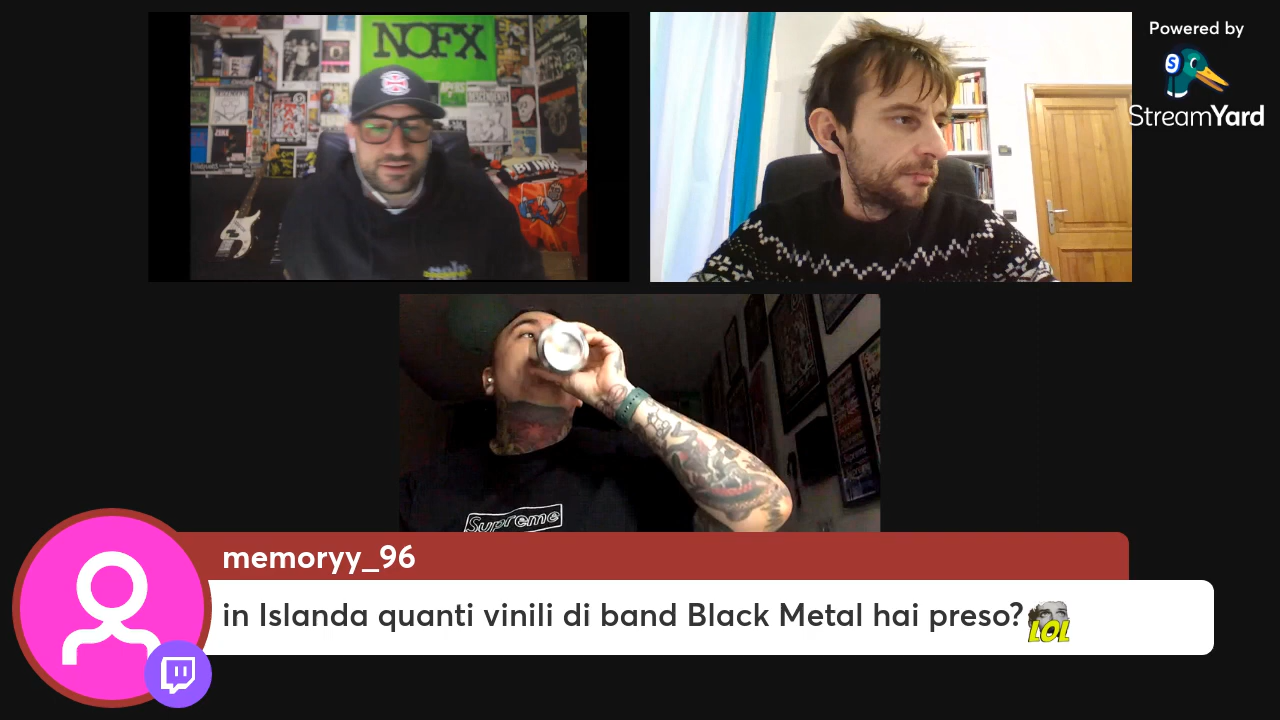 NOFX
Powered by
S
StreamYard
Supreme
memoryy_96
in Islanda quanti vinili di band Black Metal hai preso?
LOL